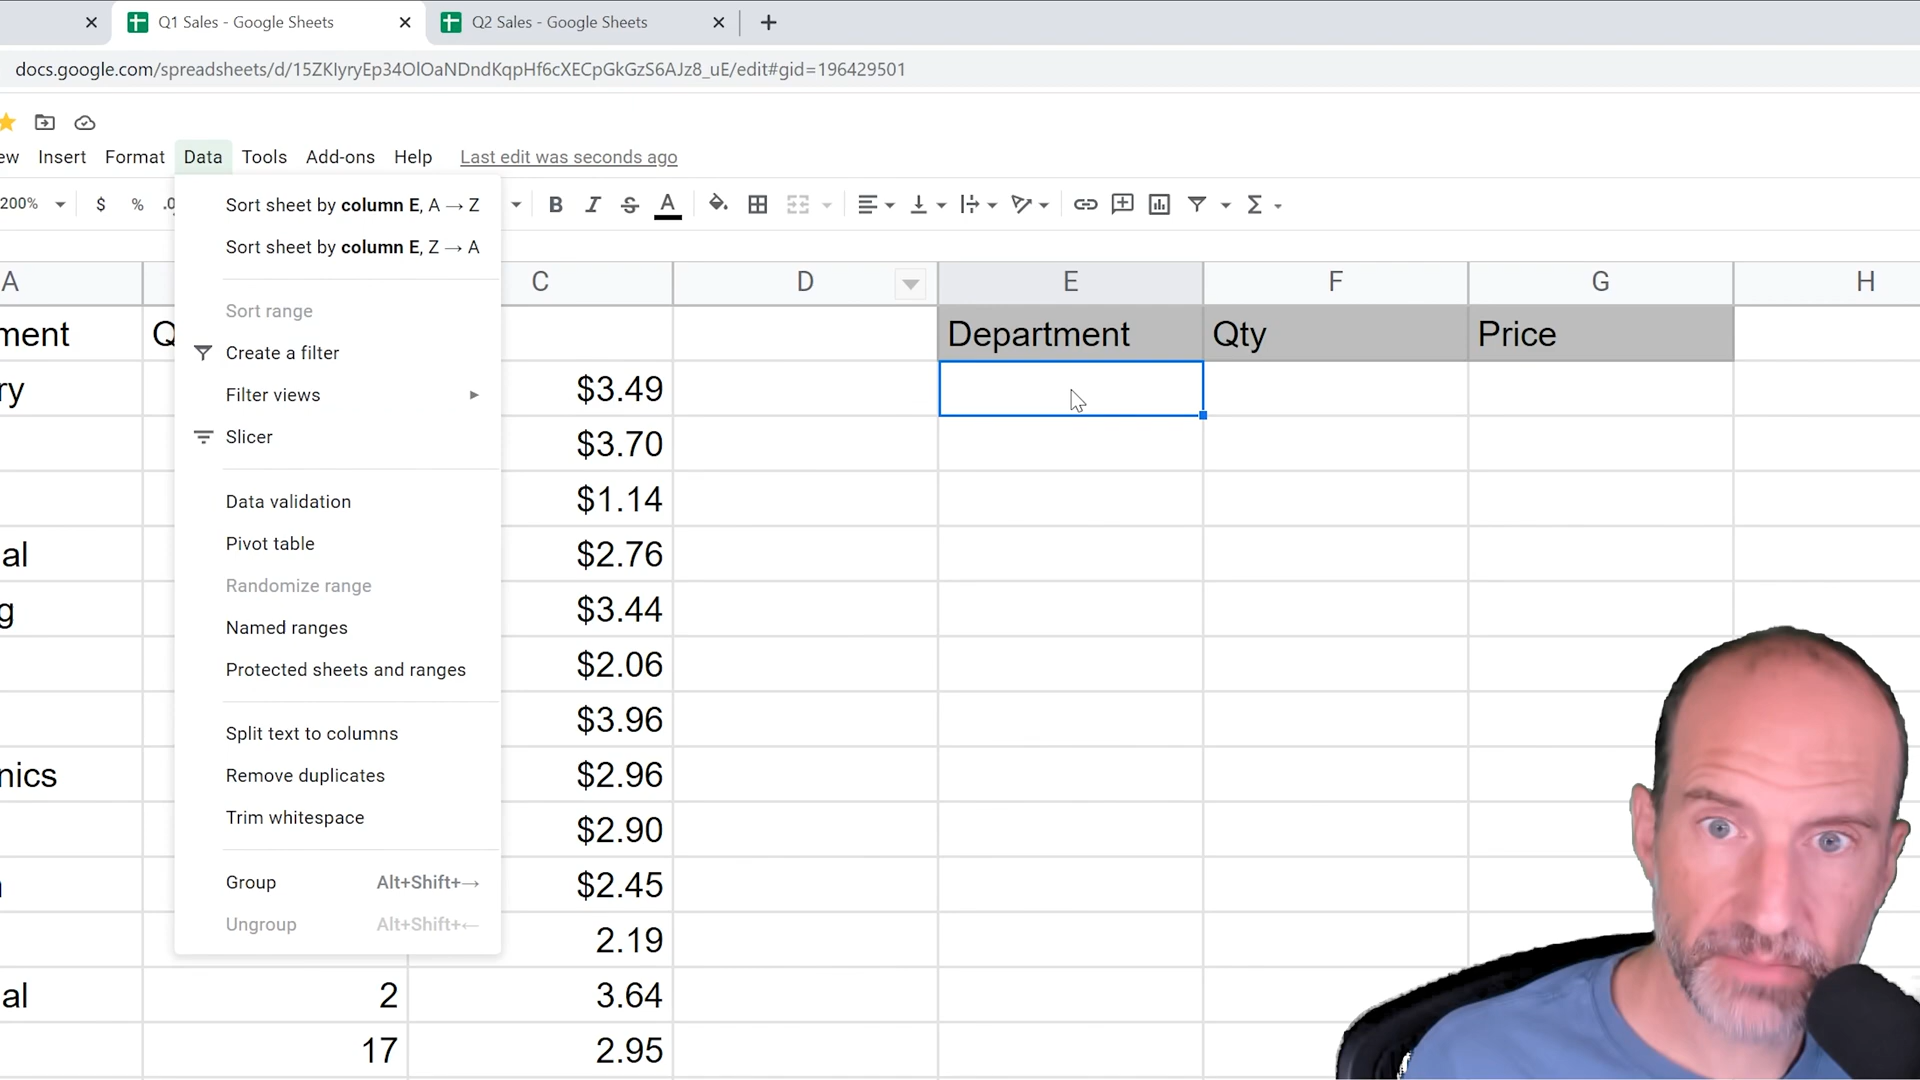 Q1 Sales - Google Sheets
Q2 Sales - Google Sheets
docs.google.com/spreadsheets/d/15ZKIyryEp34OlOaNDndKqpHf6cXECpGkGzS6AJz8_uE/edit#gid=196429501
ew Insert Format Data Tools Add-ons Help Last edit was seconds ago
200% $ % .0 B I S A Σ
Sort sheet by column E, A → Z
Sort sheet by column E, Z → A
Sort range
Create a filter
Filter views
Slicer
Data validation
Pivot table
Randomize range
Named ranges
Protected sheets and ranges
Split text to columns
Remove duplicates
Trim whitespace
Group Alt+Shift+→
Ungroup Alt+Shift+←
A C D E F G H
ment Q Department Qty Price
ry $3.49
$3.70
$1.14
al $2.76
g $3.44
$2.06
$3.96
nics $2.96
$2.90
$2.45
2.19
al 2 3.64
17 2.95